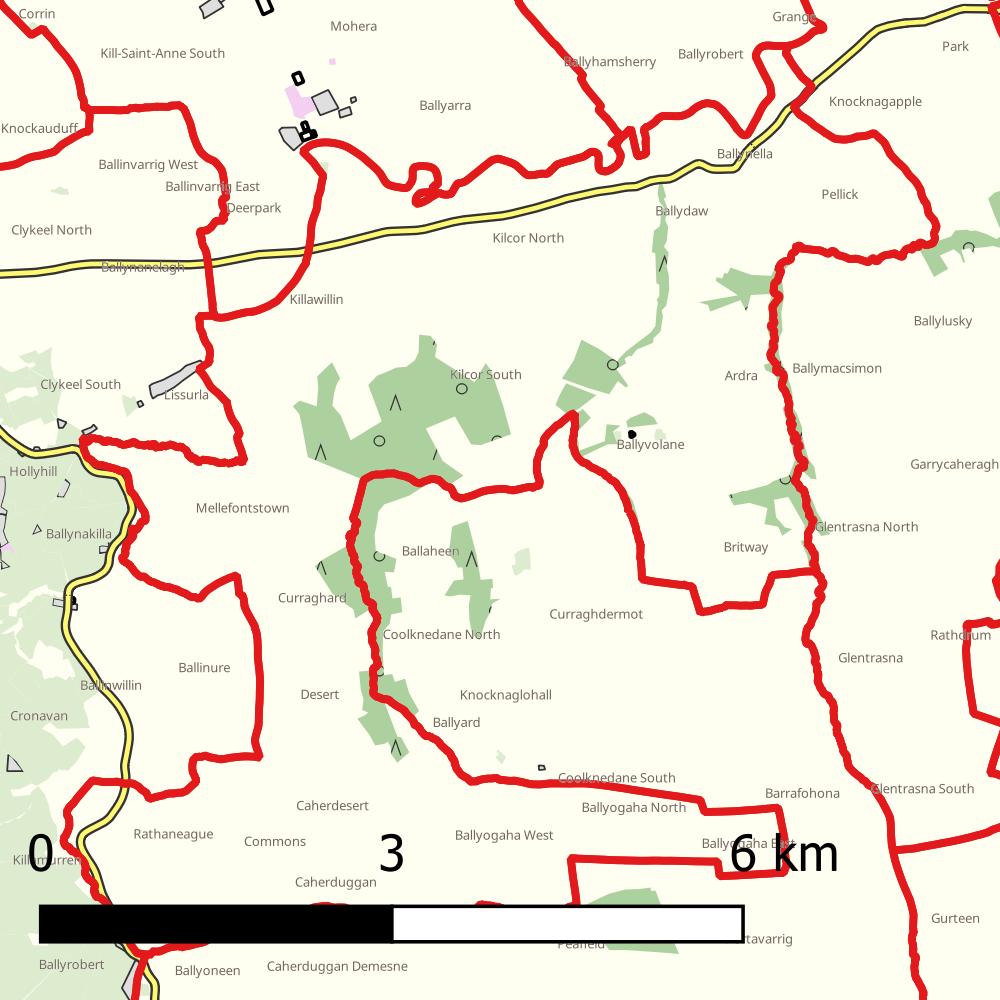 Corrin
Grange
Mohera
Park
Kill-Saint-Anne South
Ballyrobert
Ballyhamsherry
Ballyarra
Knocknagapple
Knockauduff
Ballynella
Ballinvarrig West
Ballinvarrig East
Pellick
Deerpark
Ballydaw
Clykeel North
Kilcor North
Ballynanelagh
Killawillin
Ballylusky
Ballymacsimon
Kilcor South
Ardra
Clykeel South
Lissurla
Ballyvolane
Garrycaheragh
Hollyhill
Mellefontstown
Glentrasna North
Ballynakilla
Britway
Ballaheen
Curraghard
Curraghdermot
Coolknedane North
Rathdrum
Glentrasna
Ballinure
Ballinwillin
Desert
Knocknaglohall
Cronavan
Ballyard
Coolknedane South
Glentrasna South
Barrafohona
Caherdesert
Ballyogaha North
Rathaneague
Ballyogaha West
Commons
Ballyogaha East
0 3 6 km
Killamurren
Caherduggan
Gurteen
Peafield
Ballyrobert
Caherduggan Demesne
Ballyoneen